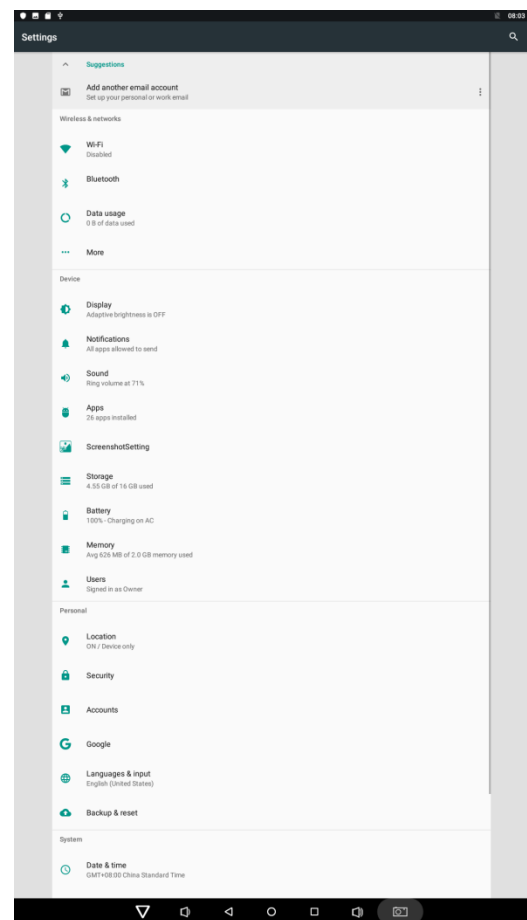 08:03
Settings
Suggestions
Add another email account
Set up your personal or work email
Wireless & networks
Wi-Fi
Disabled
Bluetooth
Data usage
0 B of data used
More
Device
Display
Adaptive brightness is OFF
Notifications
All apps allowed to send
Sound
Ring volume at 71%
Apps
26 apps installed
ScreenshotSetting
Storage
4.55 GB of 16 GB used
Battery
100% - Charging on AC
Memory
Avg 626 MB of 2.0 GB memory used
Users
Signed in as Owner
Personal
Location
ON / Device only
Security
Accounts
Google
Languages & input
English (United States)
Backup & reset
System
Date & time
GMT+08:00 China Standard Time